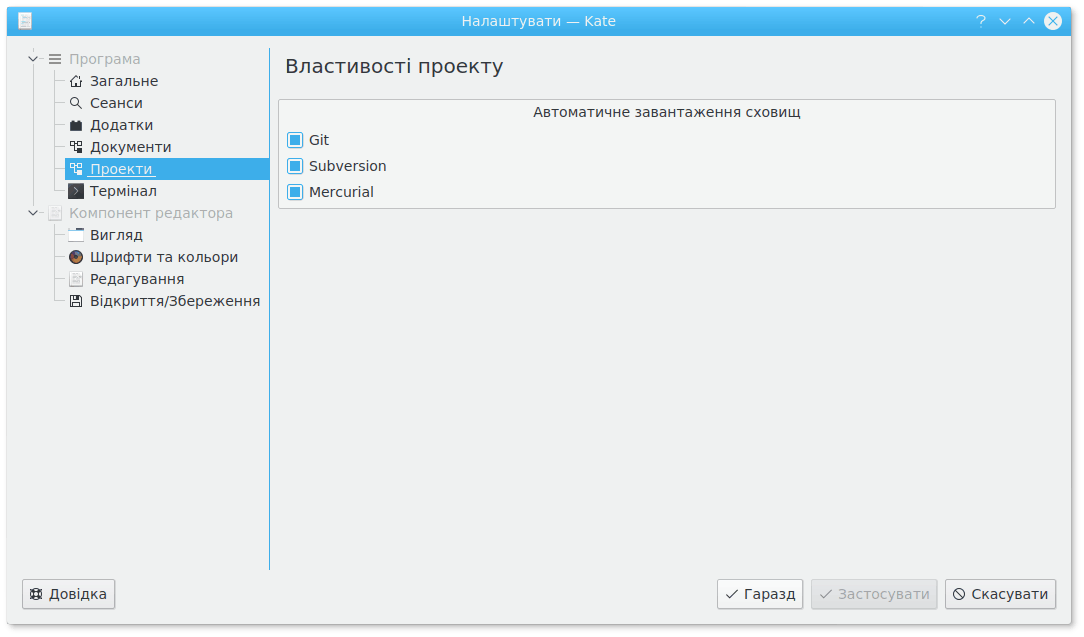 Налаштувати — Kate
Програма
Загальне
Сеанси
Додатки
Документи
Проекти
Термінал
Компонент редактора
Вигляд
Шрифти та кольори
Редагування
Відкриття/Збереження
Властивості проекту
Автоматичне завантаження сховищ
Git
Subversion
Mercurial
Довідка
Гаразд
Застосувати
Скасувати